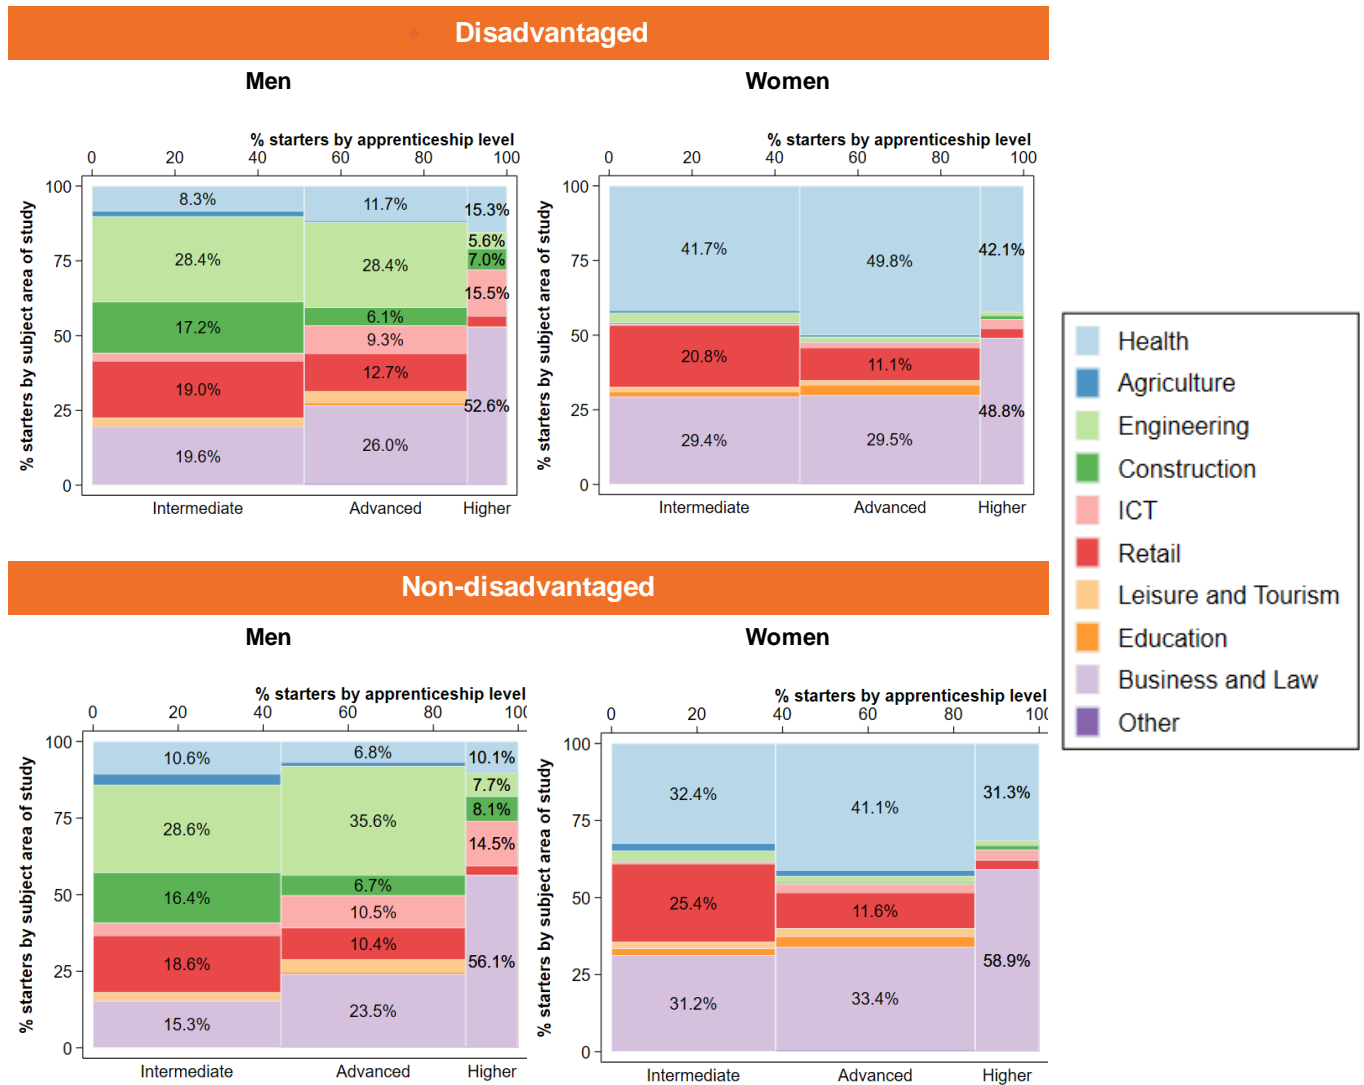 Disadvantaged
Men
Women
% starters by apprenticeship level
0 20 40 60 80 100
% starters by subject area of study
100
75
50
25
0
8.3%
28.4%
17.2%
19.0%
19.6%
11.7%
28.4%
6.1%
9.3%
12.7%
26.0%
15.3%
5.6%
7.0%
15.5%
52.6%
Intermediate Advanced Higher
% starters by apprenticeship level
0 20 40 60 80 100
% starters by subject area of study
100
75
50
25
0
41.7%
20.8%
29.4%
49.8%
11.1%
29.5%
42.1%
48.8%
Intermediate Advanced Higher
Health
Agriculture
Engineering
Construction
ICT
Retail
Leisure and Tourism
Education
Business and Law
Other
Non-disadvantaged
Men
Women
% starters by apprenticeship level
0 20 40 60 80 100
% starters by subject area of study
100
75
50
25
0
10.6%
28.6%
16.4%
18.6%
15.3%
6.8%
35.6%
6.7%
10.5%
10.4%
23.5%
10.1%
7.7%
8.1%
14.5%
56.1%
Intermediate Advanced Higher
% starters by apprenticeship level
0 20 40 60 80 100
% starters by subject area of study
100
75
50
25
0
32.4%
25.4%
31.2%
41.1%
11.6%
33.4%
31.3%
58.9%
Intermediate Advanced Higher